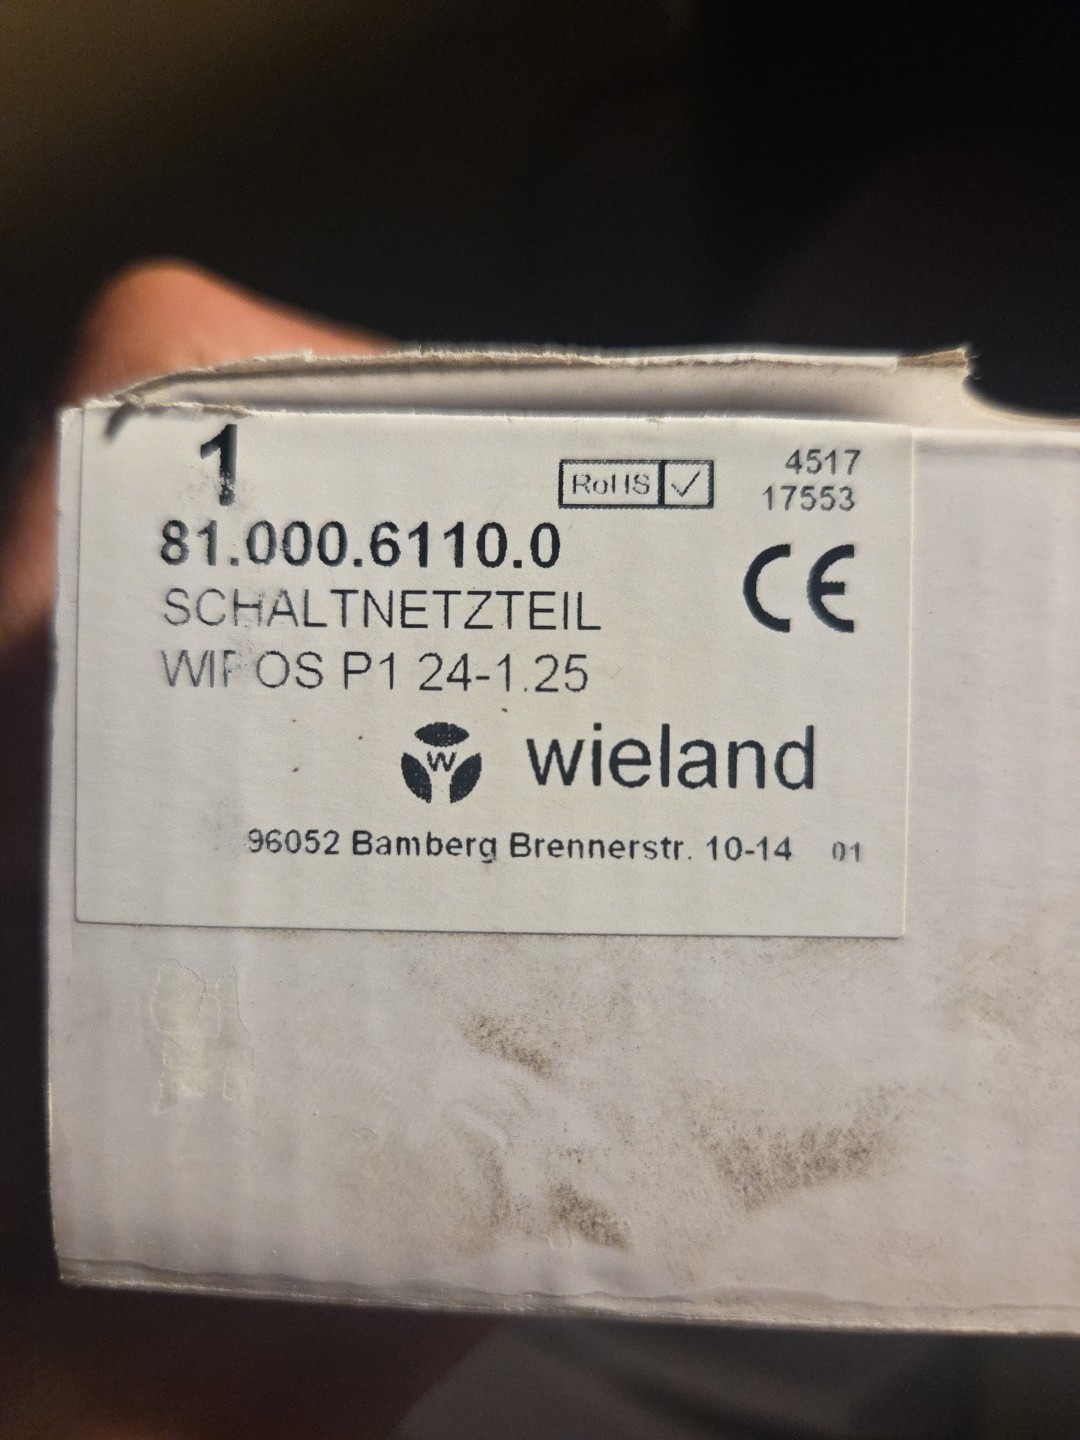 1
RoHS
4517
17553
81.000.6110.0
CE
SCHALTNETZTEIL
WIPOS P1 24-1.25
W
wieland
96052 Bamberg Brennerstr. 10-14 01